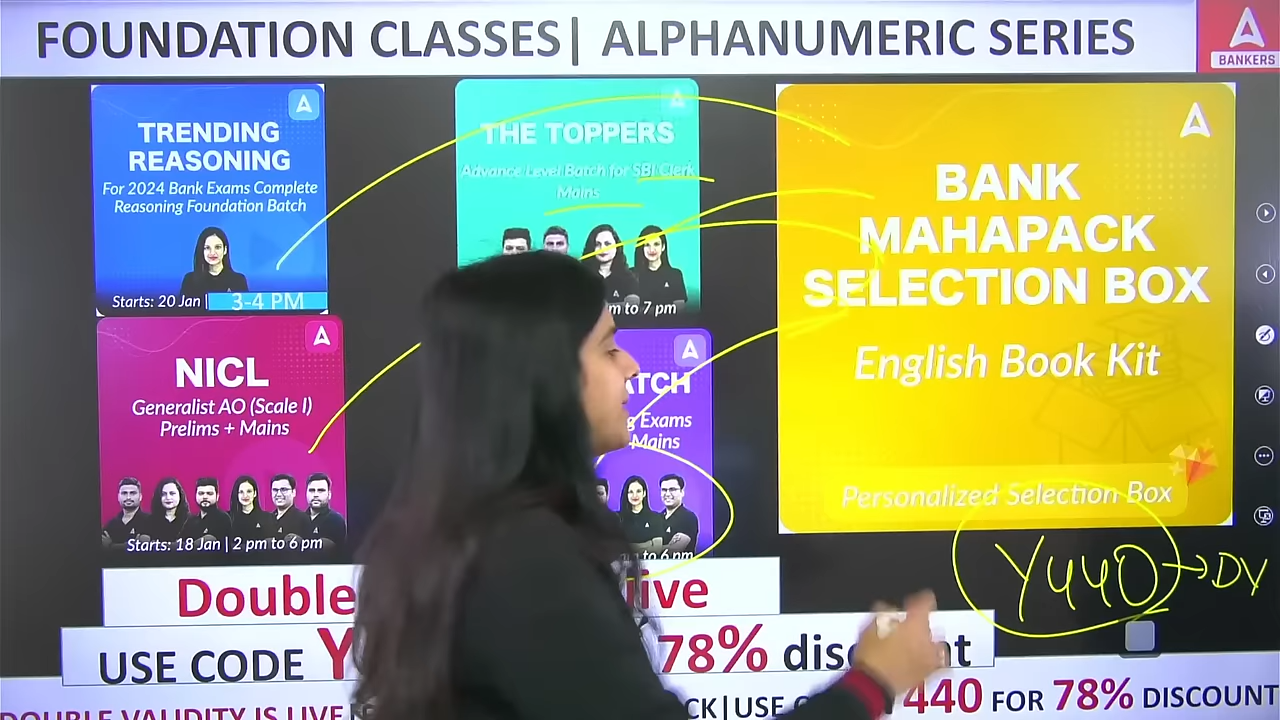 FOUNDATION CLASSES| ALPHANUMERIC SERIES
BANKERS
TRENDING
REASONING
For 2024 Bank Exams Complete
Reasoning Foundation Batch
Starts: 20 Jan |
3-4 PM
THE TOPPERS
Advance Level Batch for SBI Clerk
Mains
to 7 pm
BANK
MAHAPACK
SELECTION BOX
English Book Kit
Personalized Selection Box
NICL
Generalist AO (Scale I)
Prelims + Mains
Starts: 18 Jan | 2 pm to 6 pm
Exams
Mains
to 6 pm
Y440 → DV
Double
USE CODE Y
78%
440 FOR 78% DISCOUNT
DOUBLE VALIDITY IS LIVE